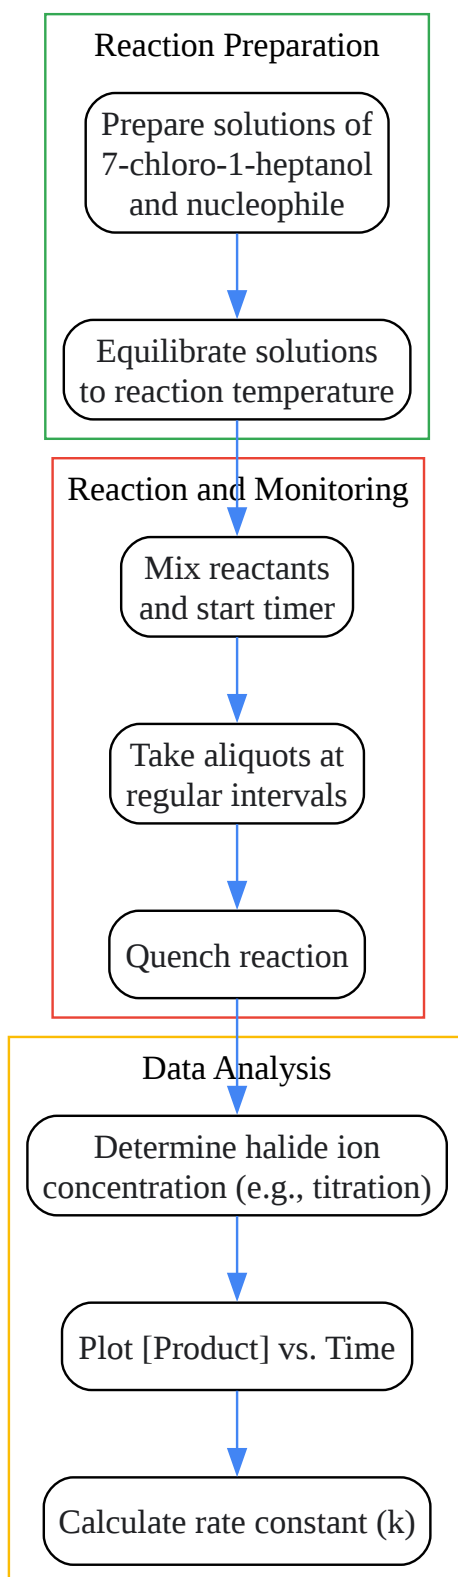 Reaction Preparation
Prepare solutions of
7-chloro-1-heptanol
and nucleophile
Equilibrate solutions
to reaction temperature
Reaction and Monitoring
Mix reactants
and start timer
Take aliquots at
regular intervals
Quench reaction
Data Analysis
Determine halide ion
concentration (e.g., titration)
Plot [Product] vs. Time
Calculate rate constant (k)